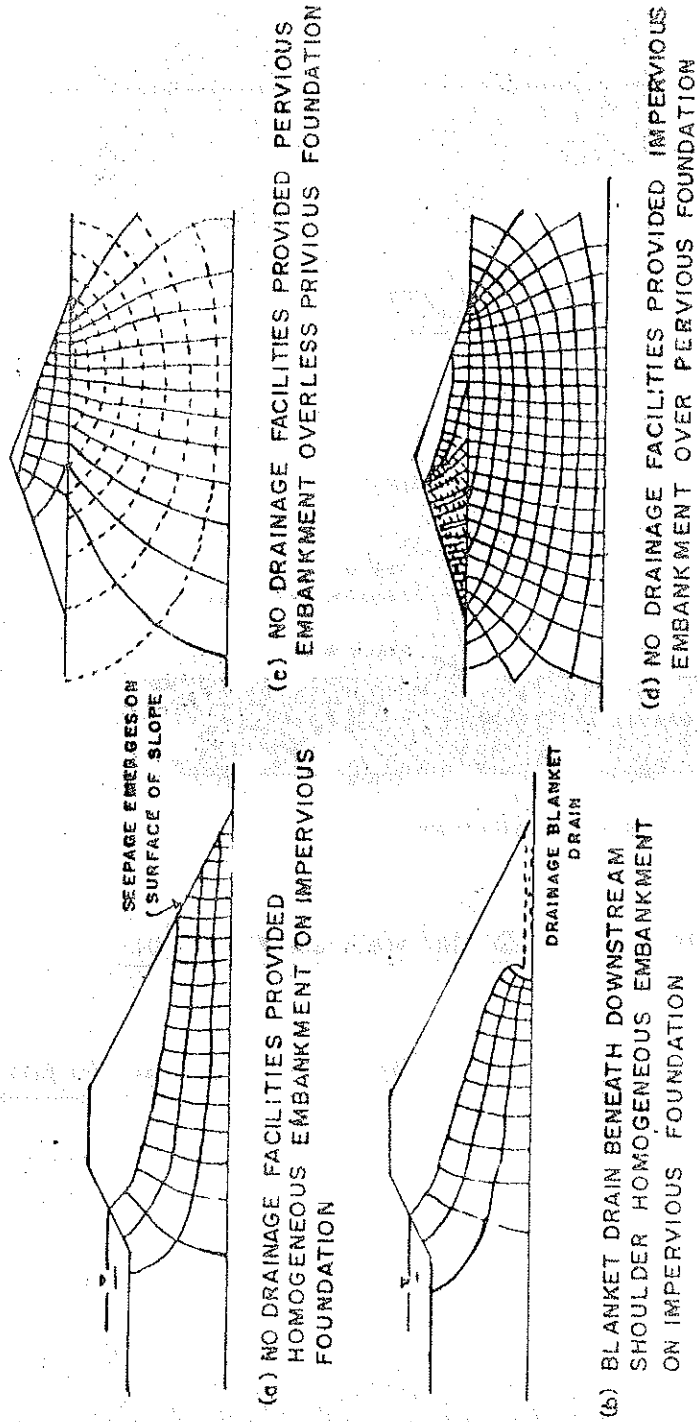 SEEPAGE EMERGES ON
SURFACE OF SLOPE
(a) NO DRAINAGE FACILITIES PROVIDED
HOMOGENEOUS EMBANKMENT ON IMPERVIOUS
FOUNDATION
DRAINAGE BLANKET
DRAIN
(b) BLANKET DRAIN BENEATH DOWNSTREAM
SHOULDER HOMOGENEOUS EMBANKMENT
ON IMPERVIOUS FOUNDATION
(c) NO DRAINAGE FACILITIES PROVIDED PERVIOUS
EMBANKMENT OVERLESS PRIVIOUS FOUNDATION
(d) NO DRAINAGE FACILITIES PROVIDED IMPERVIOUS
EMBANKMENT OVER PERVIOUS FOUNDATION